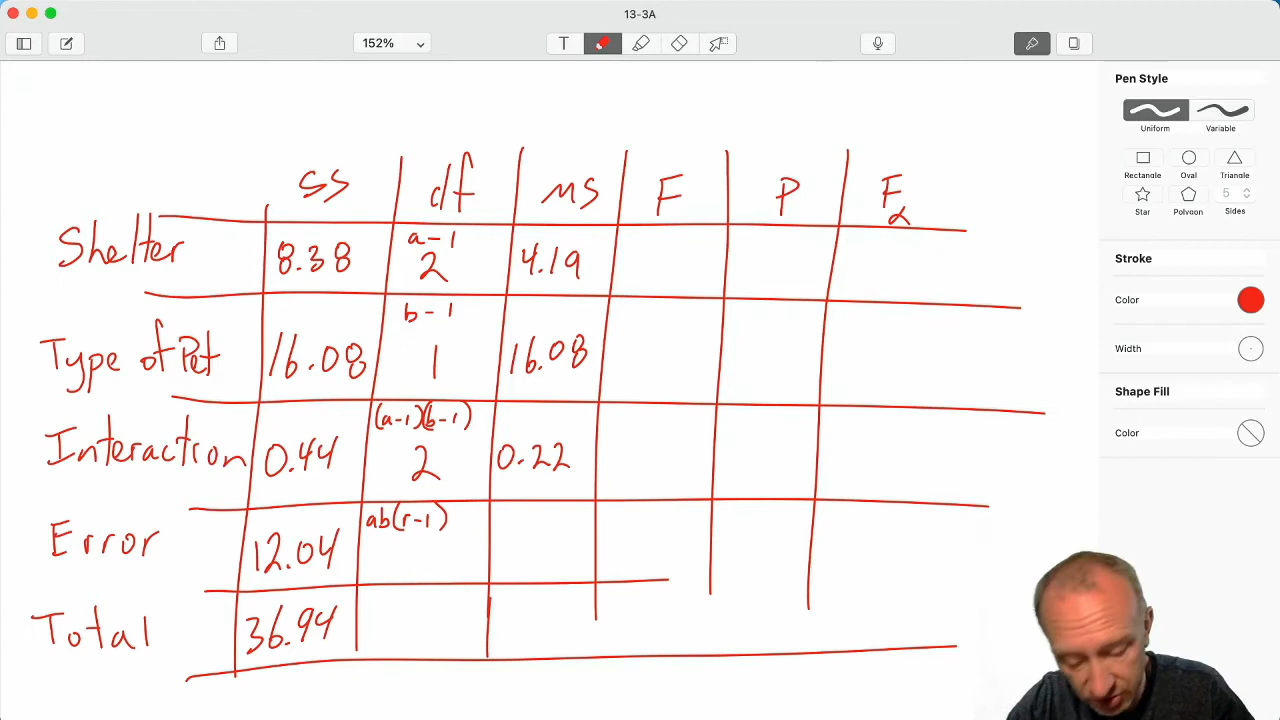 13-3A
152%
T
Pen Style
Uniform Variable
Rectangle Oval Triangle
Star Polygon 5 Sides
Stroke
Color
Width
Shape Fill
Color
SS df MS F P Fα
Shelter 8.38 a-1 2 4.19
Type of Pet 16.08 b-1 1 16.08
Interaction 0.44 (a-1)(b-1) 2 0.22
Error 12.04 ab(r-1)
Total 36.94